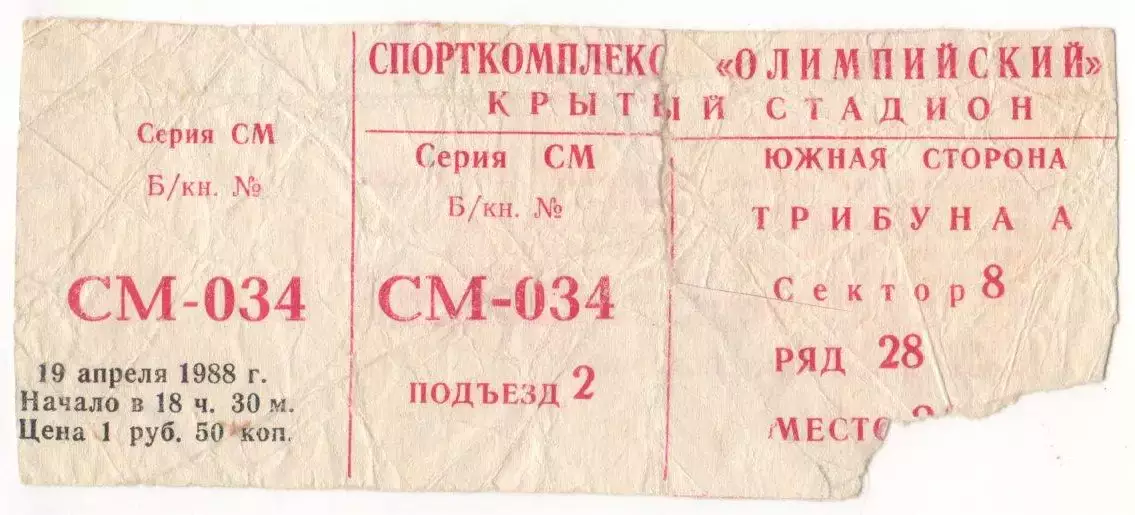 Серия СМ
Б/кн. №
СМ-034
19 апреля 1988 г.
Начало в 18 ч. 30 м.
Цена 1 руб. 50 коп.
СПОРТКОМПЛЕКС «ОЛИМПИЙСКИЙ»
КРЫТЫЙ СТАДИОН
Серия СМ
Б/кн. №
СМ-034
ПОДЪЕЗД 2
ЮЖНАЯ СТОРОНА
ТРИБУНА А
Сектор 8
РЯД 28
МЕСТО